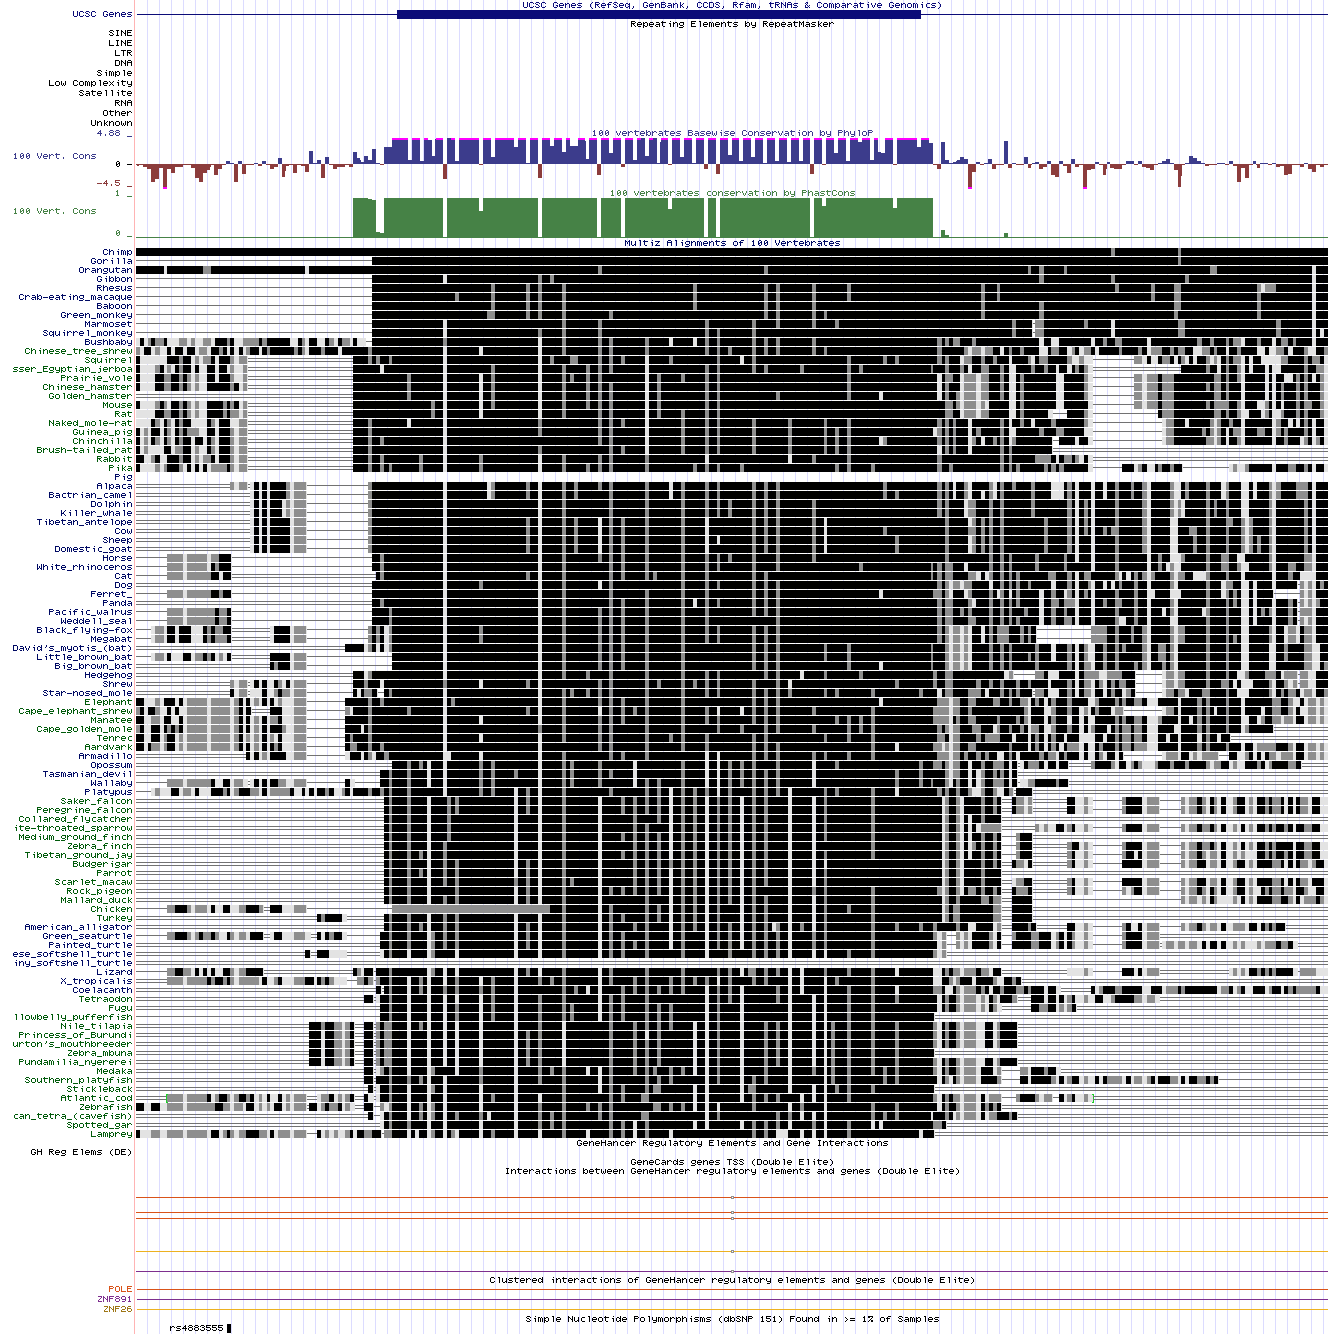 UCSC Genes (RefSeq, GenBank, CCDS, Rfam, tRNAs & Comparative Genomics)
UCSC Genes
Repeating Elements by RepeatMasker
SINE
LINE
LTR
DNA
Simple
Low Complexity
Satellite
RNA
Other
Unknown
4.88 _
100 vertebrates Basewise Conservation by PhyloP
100 Vert. Cons
0 _
-4.5 _
100 vertebrates conservation by PhastCons
1 _
100 Vert. Cons
0 _
Multiz Alignments of 100 Vertebrates
Chimp
Gorilla
Orangutan
Gibbon
Rhesus
Crab-eating_macaque
Baboon
Green_monkey
Marmoset
Squirrel_monkey
Bushbaby
Chinese_tree_shrew
Squirrel
sser_Egyptian_jerboa
Prairie_vole
Chinese_hamster
Golden_hamster
Mouse
Rat
Naked_mole-rat
Guinea_pig
Chinchilla
Brush-tailed_rat
Rabbit
Pika
Pig
Alpaca
Bactrian_camel
Dolphin
Killer_whale
Tibetan_antelope
Cow
Sheep
Domestic_goat
Horse
White_rhinoceros
Cat
Dog
Ferret_
Panda
Pacific_walrus
Weddell_seal
Black_flying-fox
Megabat
David's_myotis_(bat)
Little_brown_bat
Big_brown_bat
Hedgehog
Shrew
Star-nosed_mole
Elephant
Cape_elephant_shrew
Manatee
Cape_golden_mole
Tenrec
Aardvark
Armadillo
Opossum
Tasmanian_devil
Wallaby
Platypus
Saker_falcon
Peregrine_falcon
Collared_flycatcher
ite-throated_sparrow
Medium_ground_finch
Zebra_finch
Tibetan_ground_jay
Budgerigar
Parrot
Scarlet_macaw
Rock_pigeon
Mallard_duck
Chicken
Turkey
American_alligator
Green_seaturtle
Painted_turtle
ese_softshell_turtle
iny_softshell_turtle
Lizard
X_tropicalis
Coelacanth
Tetraodon
Fugu
llowbelly_pufferfish
Nile_tilapia
Princess_of_Burundi
urton's_mouthbreeder
Zebra_mbuna
Pundamilia_nyererei
Medaka
Southern_platyfish
Stickleback
Atlantic_cod
Zebrafish
can_tetra_(cavefish)
Spotted_gar
Lamprey
GeneHancer Regulatory Elements and Gene Interactions
GH Reg Elems (DE)
GeneCards genes TSS (Double Elite)
Interactions between GeneHancer regulatory elements and genes (Double Elite)
Clustered interactions of GeneHancer regulatory elements and genes (Double Elite)
POLE
ZNF891
ZNF26
Simple Nucleotide Polymorphisms (dbSNP 151) Found in >= 1% of Samples
rs4883555